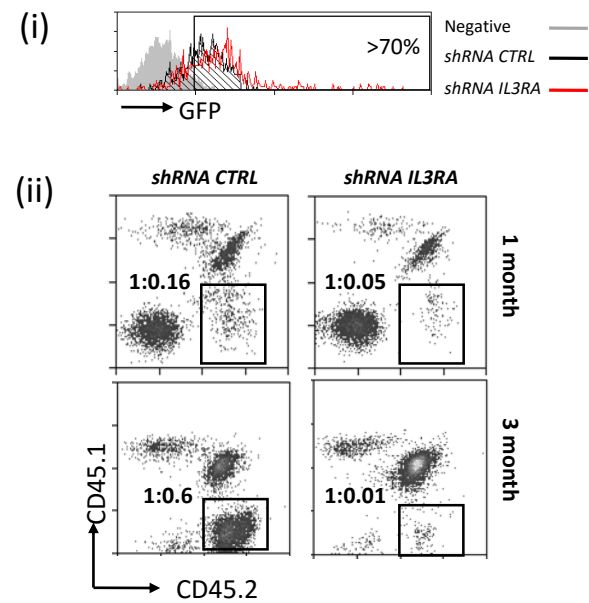 (i)
>70%
GFP
Negative
shRNA CTRL
shRNA IL3RA
(ii)
shRNA CTRL
shRNA IL3RA
1:0.16
1:0.05
1 month
1:0.6
1:0.01
3 month
CD45.1
CD45.2